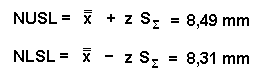 NUSL = x̿ + z S_Σ = 8,49 mm
NLSL = x̿ − z S_Σ = 8,31 mm